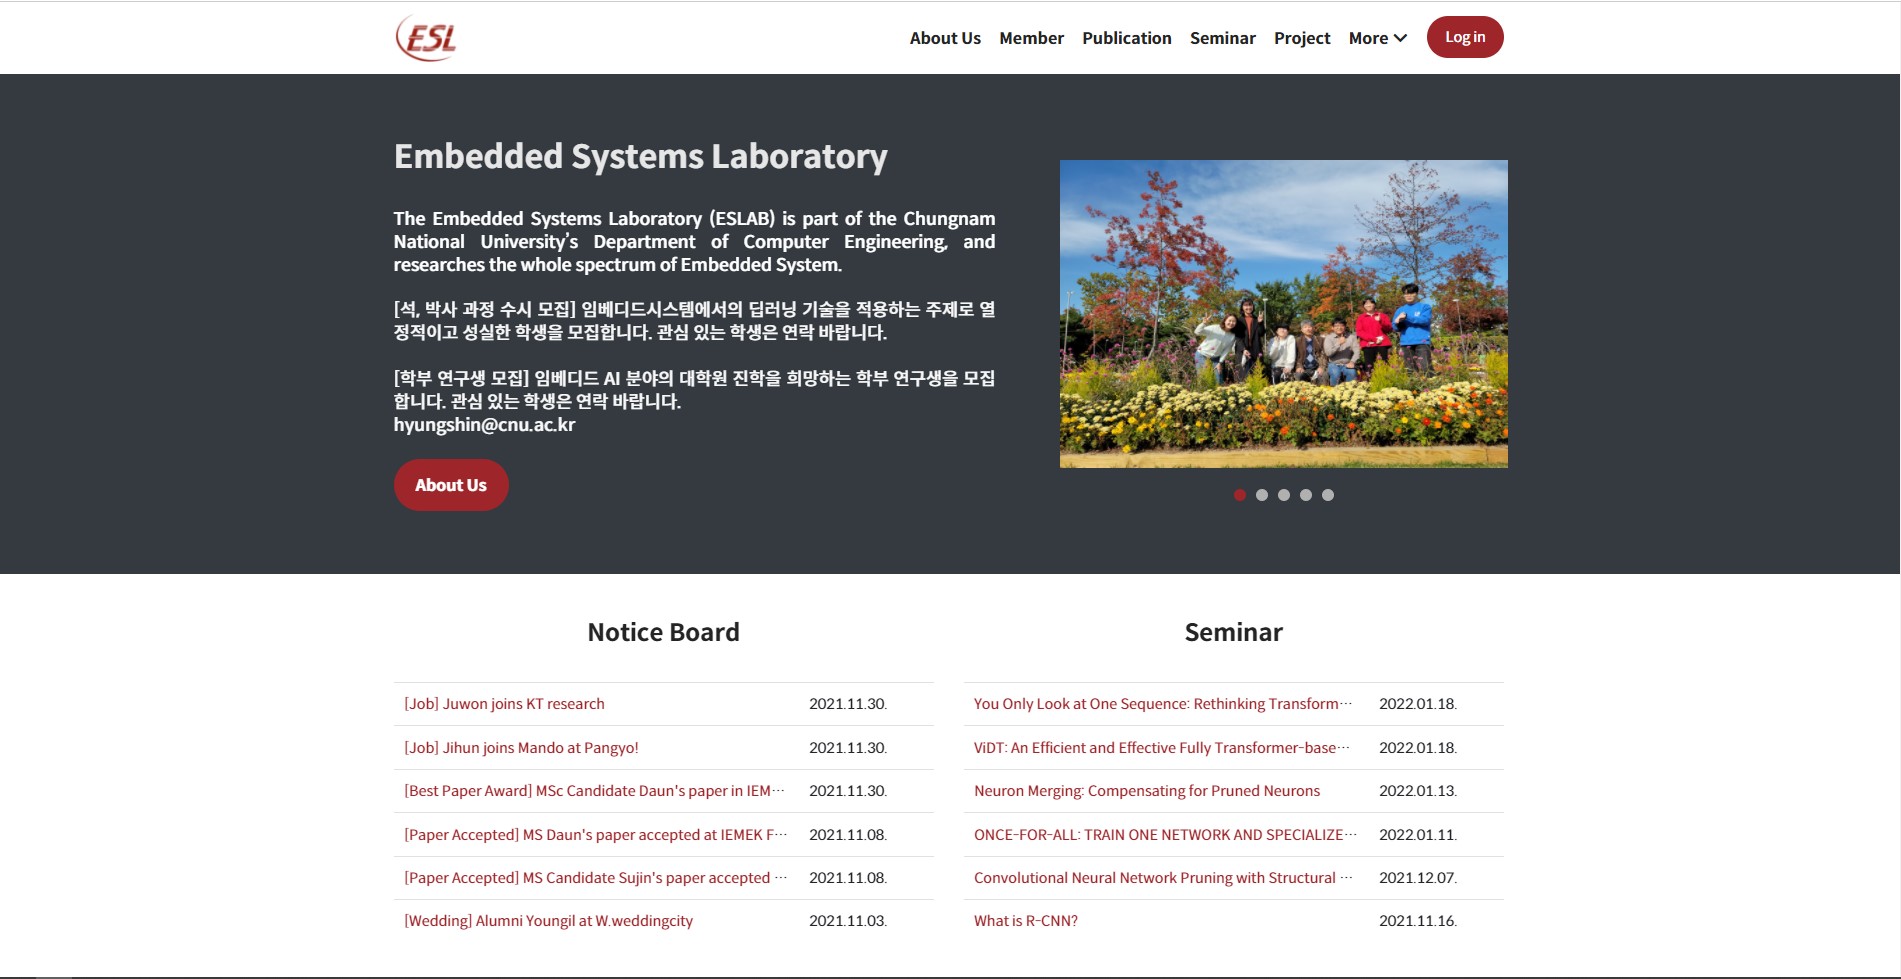 ESL
About Us Member Publication Seminar Project More Log in
Embedded Systems Laboratory
The Embedded Systems Laboratory (ESLAB) is part of the Chungnam
National University's Department of Computer Engineering, and
researches the whole spectrum of Embedded System.
[석, 박사 과정 수시 모집] 임베디드시스템에서의 딥러닝 기술을 적용하는 주제로 열
정적이고 성실한 학생을 모집합니다. 관심 있는 학생은 연락 바랍니다.
[학부 연구생 모집] 임베디드 AI 분야의 대학원 진학을 희망하는 학부 연구생을 모집
합니다. 관심 있는 학생은 연락 바랍니다.
hyungshin@cnu.ac.kr
About Us
Notice Board
[Job] Juwon joins KT research 2021.11.30.
[Job] Jihun joins Mando at Pangyo! 2021.11.30.
[Best Paper Award] MSc Candidate Daun's paper in IEM… 2021.11.30.
[Paper Accepted] MS Daun's paper accepted at IEMEK F… 2021.11.08.
[Paper Accepted] MS Candidate Sujin's paper accepted … 2021.11.08.
[Wedding] Alumni Youngil at W.weddingcity 2021.11.03.
Seminar
You Only Look at One Sequence: Rethinking Transform… 2022.01.18.
ViDT: An Efficient and Effective Fully Transformer-base… 2022.01.18.
Neuron Merging: Compensating for Pruned Neurons 2022.01.13.
ONCE-FOR-ALL: TRAIN ONE NETWORK AND SPECIALIZE… 2022.01.11.
Convolutional Neural Network Pruning with Structural … 2021.12.07.
What is R-CNN? 2021.11.16.